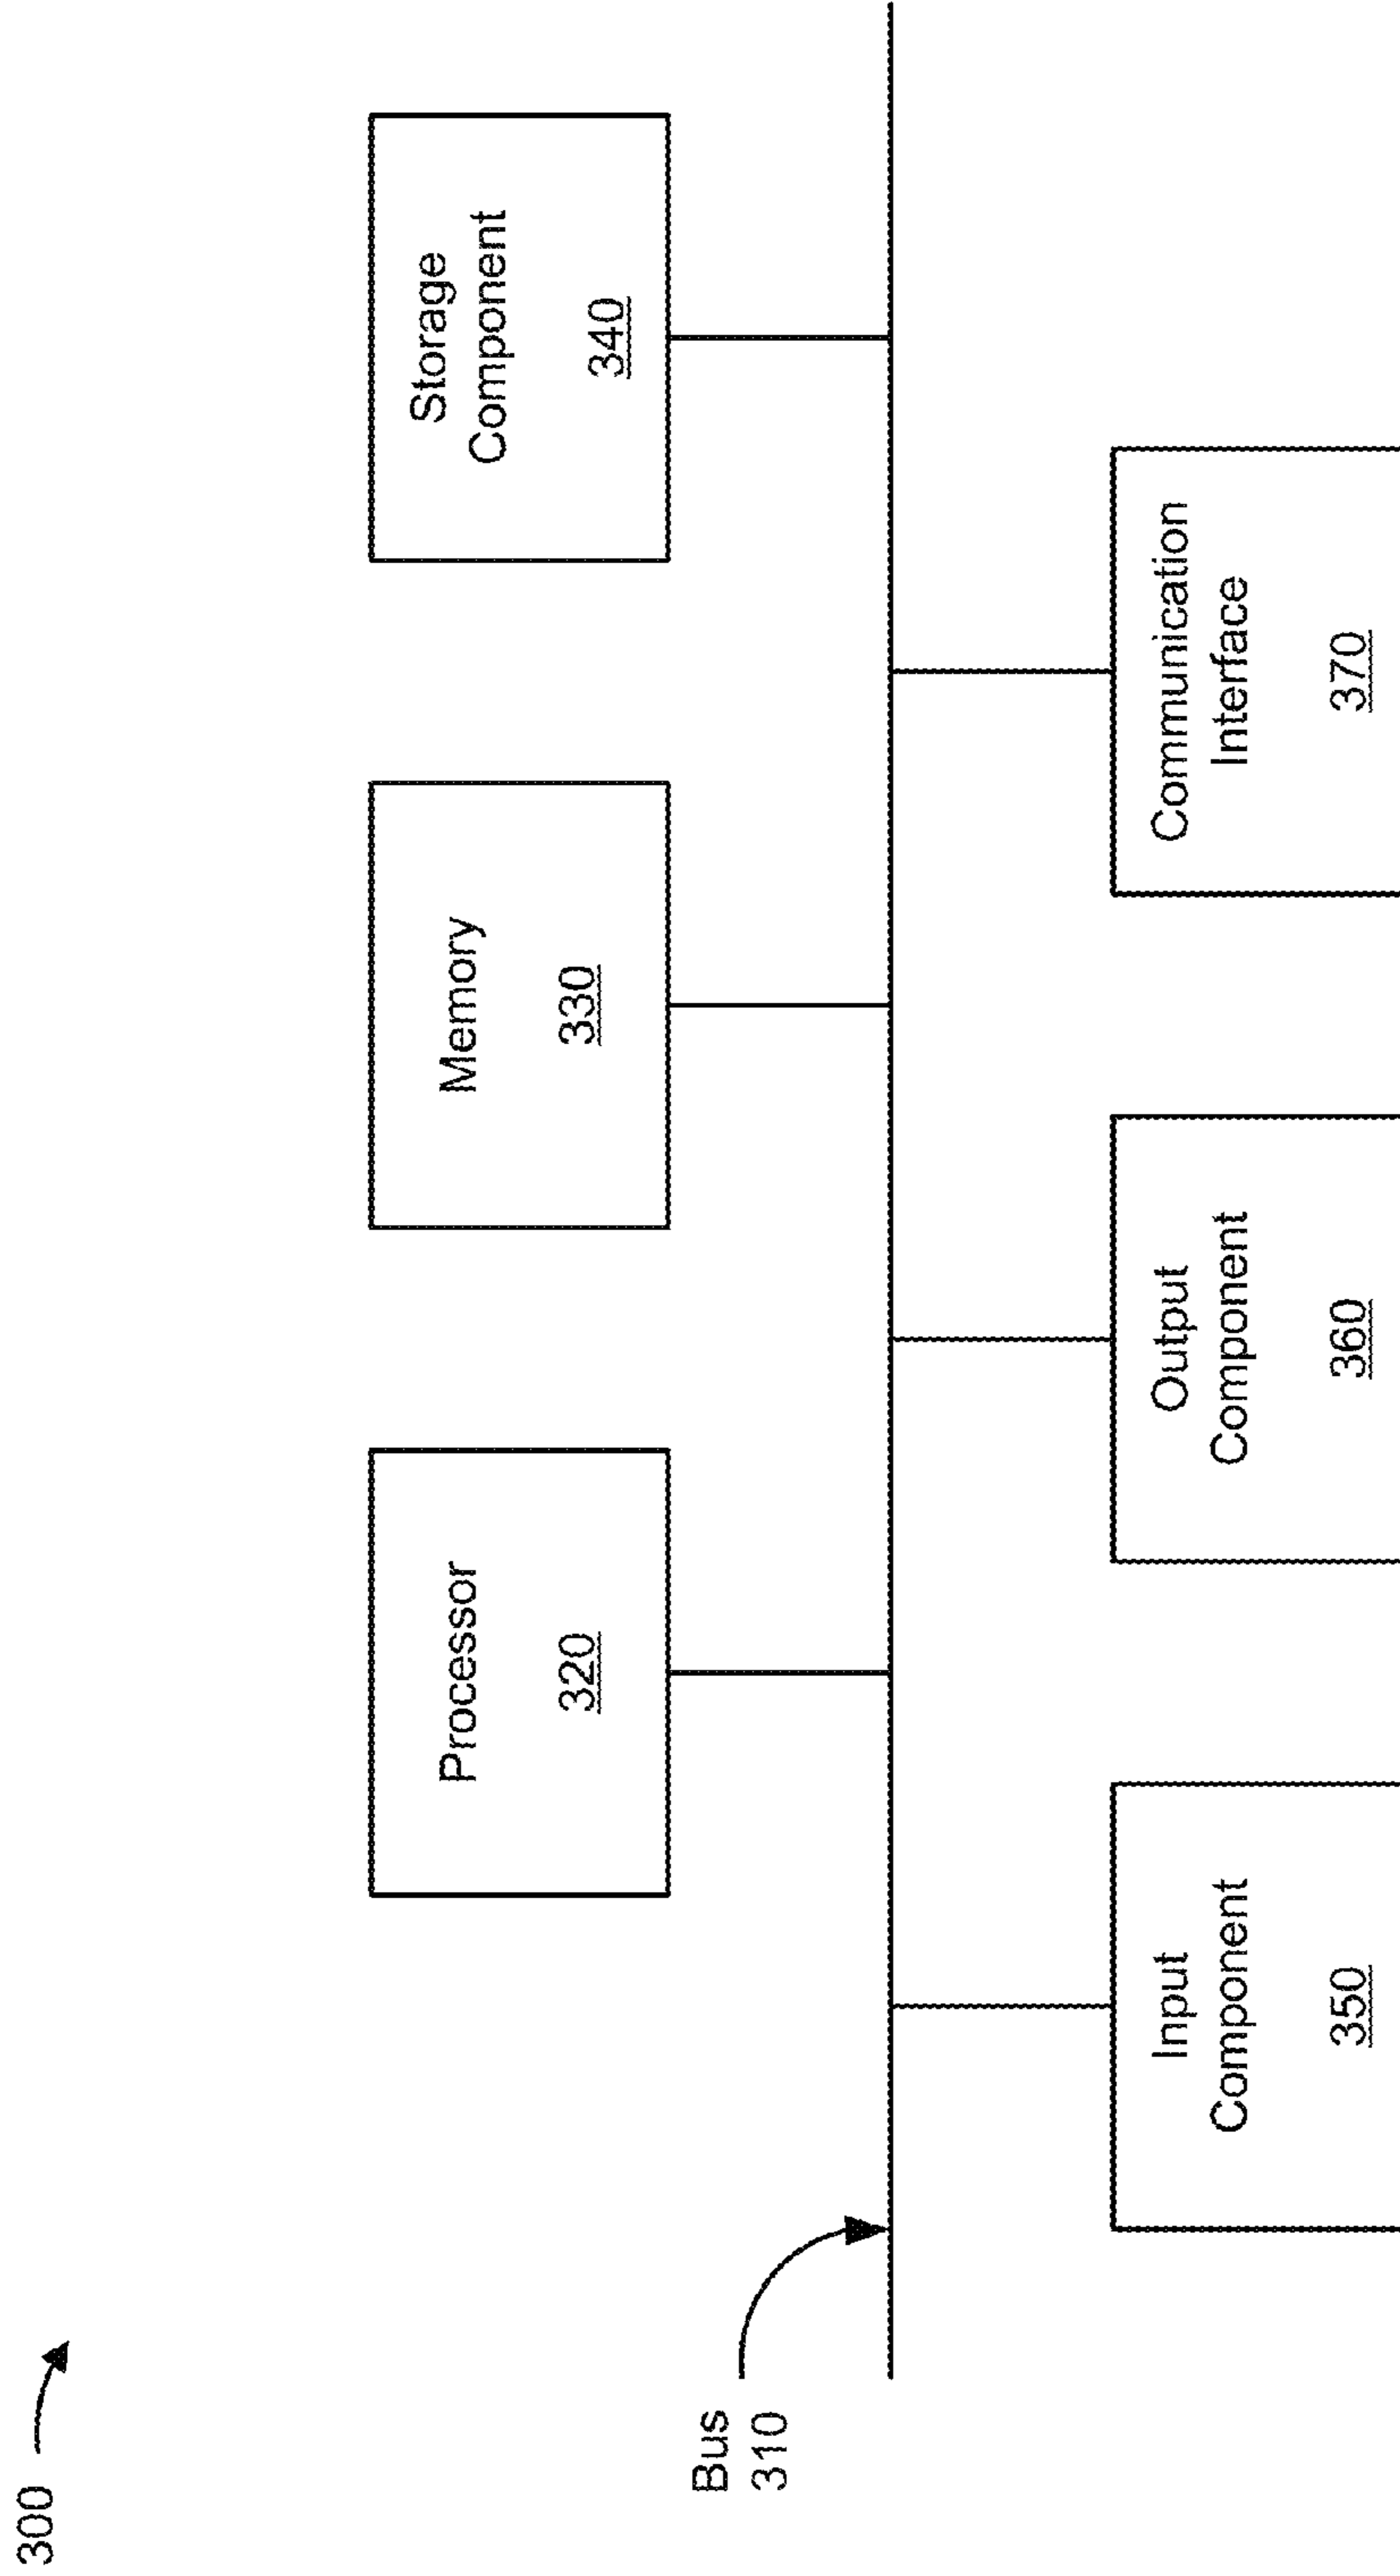 300
Processor
320
Memory
330
Storage
Component
340
Bus
310
Input
Component
350
Output
Component
360
Communication
Interface
370